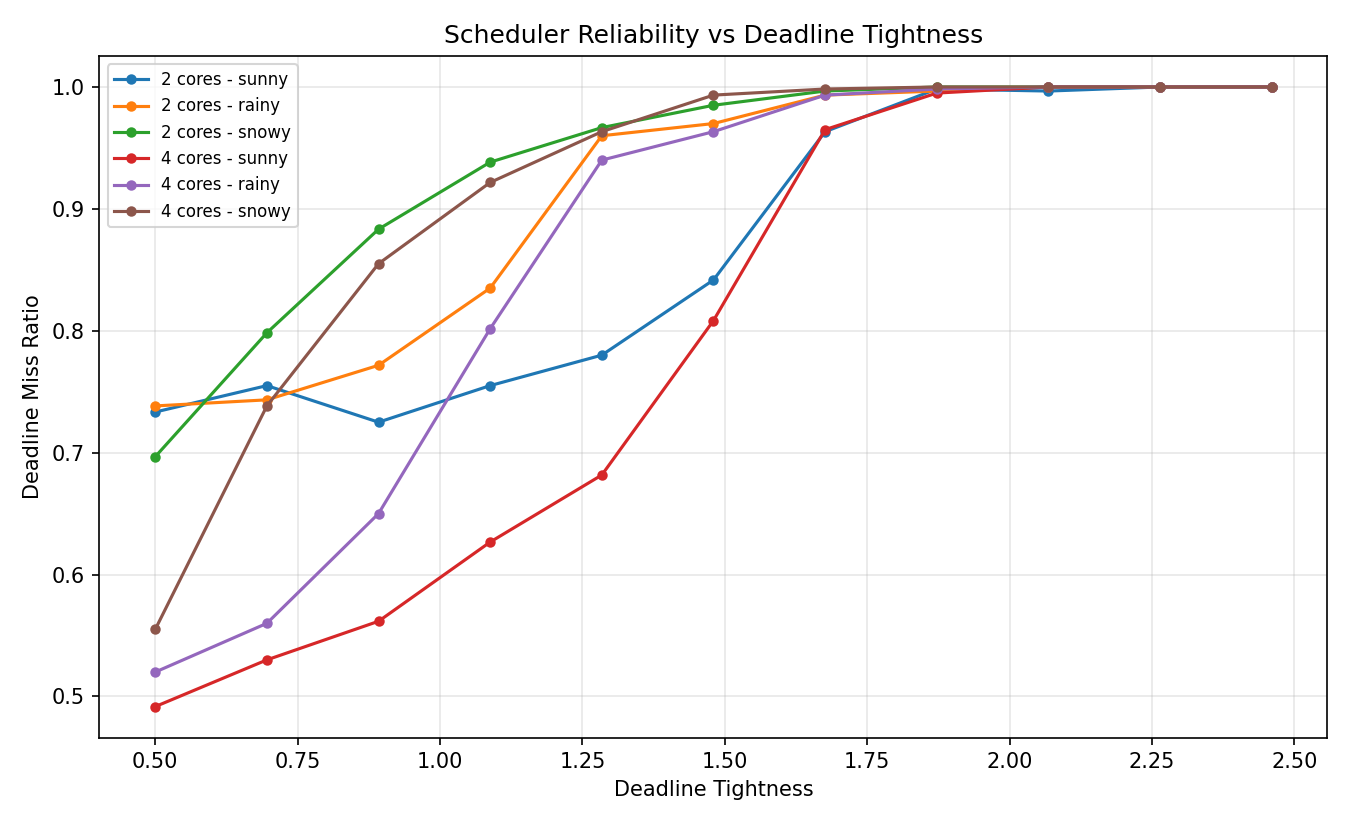 Scheduler Reliability vs Deadline Tightness
2 cores - sunny
2 cores - rainy
2 cores - snowy
4 cores - sunny
4 cores - rainy
4 cores - snowy
Deadline Miss Ratio
1.0
0.9
0.8
0.7
0.6
0.5
0.50 0.75 1.00 1.25 1.50 1.75 2.00 2.25 2.50
Deadline Tightness